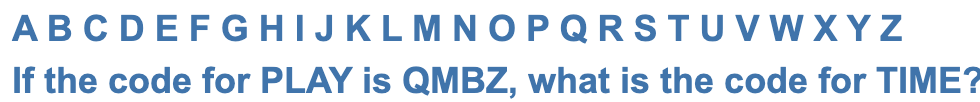 A B C D E F G H I J K L M N O P Q R S T U V W X Y Z
If the code for PLAY is QMBZ, what is the code for TIME?